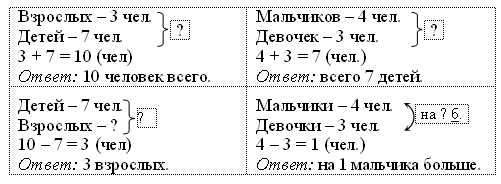 Взрослых – 3 чел.
Детей – 7 чел.
?
3 + 7 = 10 (чел)
Ответ: 10 человек всего.
Мальчиков – 4 чел.
Девочек – 3 чел.
?
4 + 3 = 7 (чел.)
Ответ: всего 7 детей.
Детей – 7 чел.
Взрослых – ?
?
10 – 7 = 3 (чел)
Ответ: 3 взрослых.
Мальчики – 4 чел.
Девочки – 3 чел.
на ? б.
4 – 3 = 1 (чел.)
Ответ: на 1 мальчика больше.